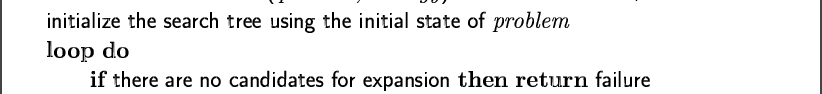 initialize the search tree using the initial state of problem
loop do
if there are no candidates for expansion then return failure